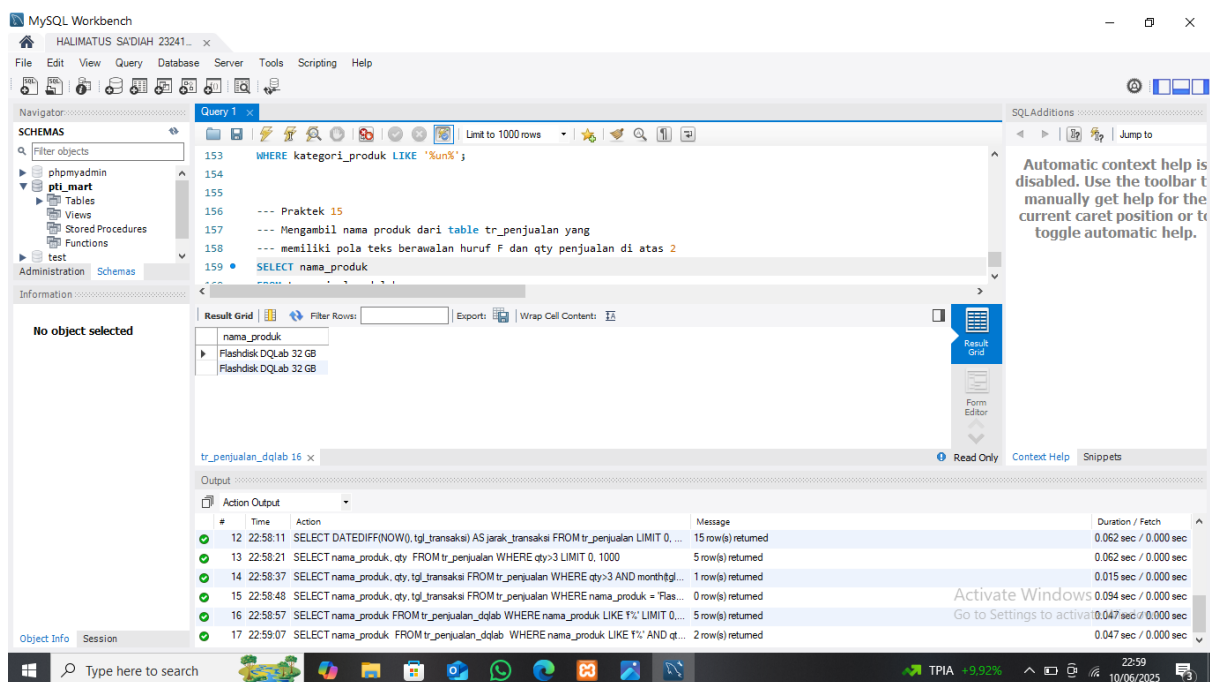 MySQL Workbench
HALIMATUS SA'DIAH 23241...
File Edit View Query Database Server Tools Scripting Help
Navigator
SCHEMAS
Filter objects
phpmyadmin
pti_mart
Tables
Views
Stored Procedures
Functions
test
Administration Schemas
Information
No object selected
Object Info Session
Query 1
Limit to 1000 rows
153 WHERE kategori_produk LIKE '%un%';
154
155
156 --- Praktek 15
157 --- Mengambil nama produk dari table tr_penjualan yang
158 --- memiliki pola teks berawalan huruf F dan qty penjualan di atas 2
159 SELECT nama_produk
Result Grid Filter Rows: Export: Wrap Cell Content:
nama_produk
Flashdisk DQLab 32 GB
Flashdisk DQLab 32 GB
Result Grid
Form Editor
tr_penjualan_dqlab 16
Read Only
SQLAdditions
Jump to
Automatic context help is
disabled. Use the toolbar t
manually get help for the
current caret position or to
toggle automatic help.
Context Help Snippets
Output
Action Output
# Time Action Message Duration / Fetch
12 22:58:11 SELECT DATEDIFF(NOW(), tgl_transaksi) AS jarak_transaksi FROM tr_penjualan LIMIT 0, ... 15 row(s) returned 0.062 sec / 0.000 sec
13 22:58:21 SELECT nama_produk, qty FROM tr_penjualan WHERE qty>3 LIMIT 0, 1000 5 row(s) returned 0.062 sec / 0.000 sec
14 22:58:37 SELECT nama_produk, qty, tgl_transaksi FROM tr_penjualan WHERE qty>3 AND month(tgl... 1 row(s) returned 0.015 sec / 0.000 sec
15 22:58:48 SELECT nama_produk, qty, tgl_transaksi FROM tr_penjualan WHERE nama_produk = 'Flas... 0 row(s) returned 0.094 sec / 0.000 sec
16 22:58:57 SELECT nama_produk FROM tr_penjualan_dqlab WHERE nama_produk LIKE 'f%' LIMIT 0,... 5 row(s) returned 0.047 sec / 0.000 sec
17 22:59:07 SELECT nama_produk FROM tr_penjualan_dqlab WHERE nama_produk LIKE 'f%' AND qt... 2 row(s) returned 0.047 sec / 0.000 sec
Activate Windows
Go to Settings to activate Windows.
Type here to search
TPIA +9,92%
22:59
10/06/2025